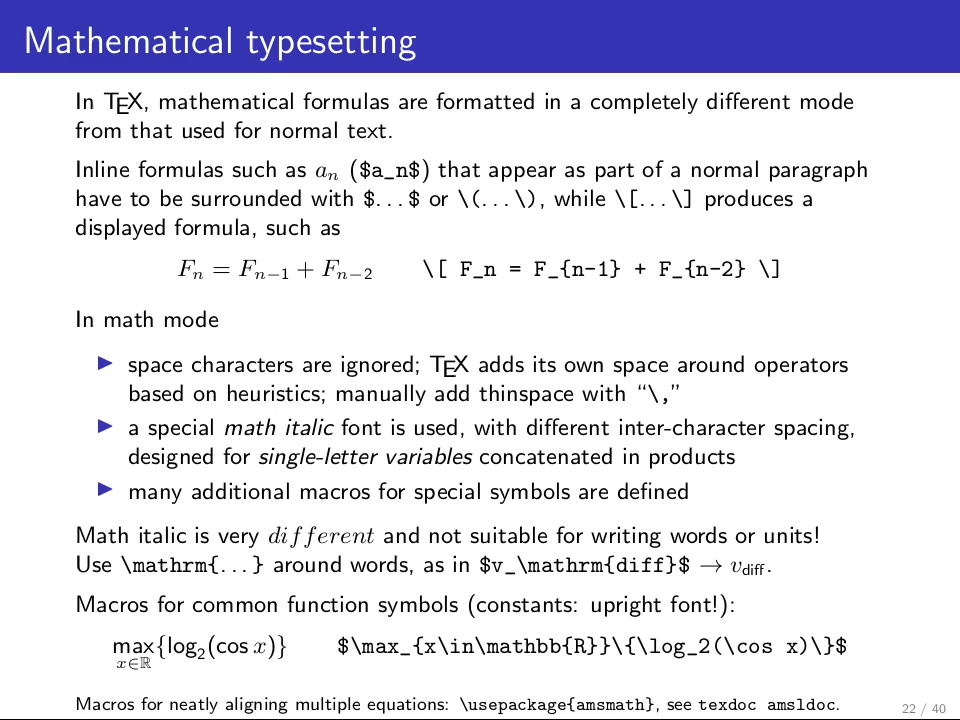 Mathematical typesetting
In TEX, mathematical formulas are formatted in a completely different mode
from that used for normal text.
Inline formulas such as aₙ ($a_n$) that appear as part of a normal paragraph
have to be surrounded with $...$ or \(...\), while \[...\] produces a
displayed formula, such as
Fₙ = Fₙ₋₁ + Fₙ₋₂ \[ F_n = F_{n-1} + F_{n-2} \]
In math mode
▶ space characters are ignored; TEX adds its own space around operators
based on heuristics; manually add thinspace with “\,”
▶ a special math italic font is used, with different inter-character spacing,
designed for single-letter variables concatenated in products
▶ many additional macros for special symbols are defined
Math italic is very different and not suitable for writing words or units!
Use \mathrm{...} around words, as in $v_\mathrm{diff}$ → v_diff.
Macros for common function symbols (constants: upright font!):
max{log₂(cos x)} $\max_{x\in\mathbb{R}}\{\log_2(\cos x)\}$
x∈ℝ
Macros for neatly aligning multiple equations: \usepackage{amsmath}, see texdoc amsldoc.
22 / 40